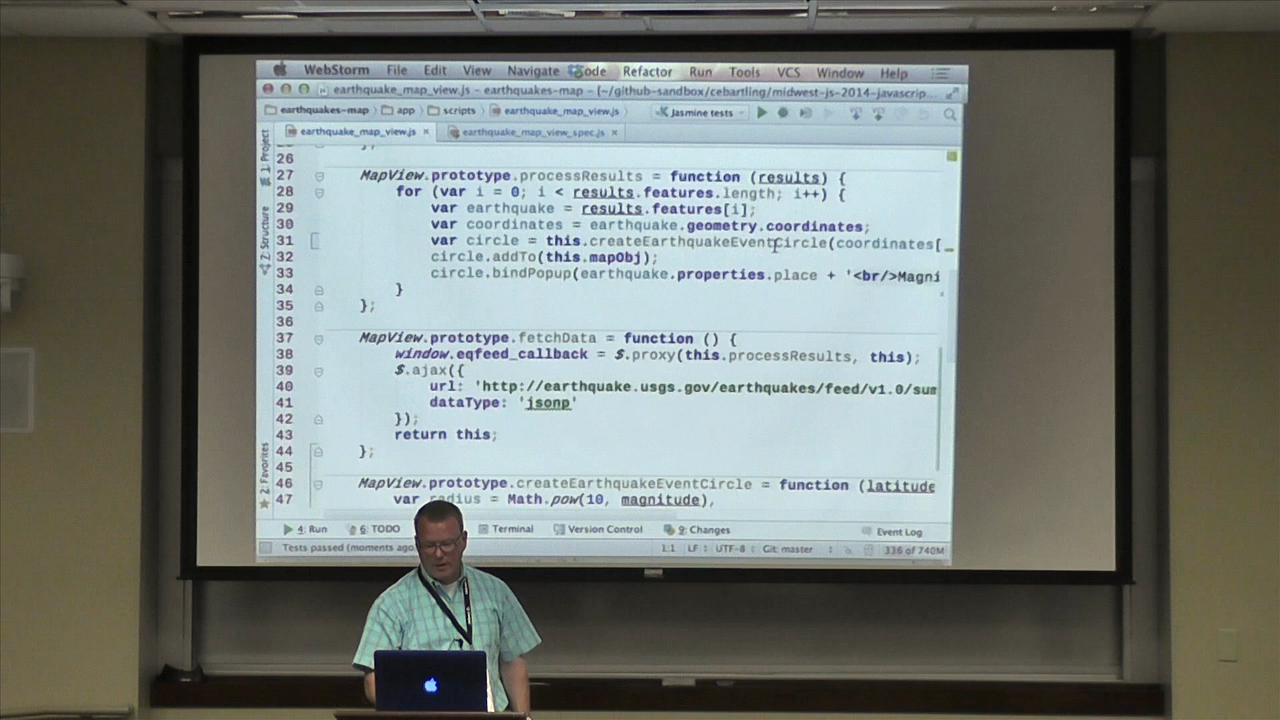 WebStorm File Edit View Navigate Code Refactor Run Tools VCS Window Help
earthquake_map_view.js - earthquakes-map - [~/github-sandbox/cebartling/midwest-js-2014-javascrip...
earthquakes-map app scripts earthquake_map_view.js Jasmine tests
1: Project
Z: Structure
2: Favorites
earthquake_map_view.js × earthquake_map_view_spec.js ×
26
27 MapView.prototype.processResults = function (results) {
28 for (var i = 0; i < results.features.length; i++) {
29 var earthquake = results.features[i];
30 var coordinates = earthquake.geometry.coordinates;
31 var circle = this.createEarthquakeEventCircle(coordinates[
32 circle.addTo(this.mapObj);
33 circle.bindPopup(earthquake.properties.place + '<br/>Magni
34 }
35 };
36
37 MapView.prototype.fetchData = function () {
38 window.eqfeed_callback = $.proxy(this.processResults, this);
39 $.ajax({
40 url: 'http://earthquake.usgs.gov/earthquakes/feed/v1.0/sum
41 dataType: 'jsonp'
42 });
43 return this;
44 };
45
46 MapView.prototype.createEarthquakeEventCircle = function (latitude
47 var radius = Math.pow(10, magnitude),
4: Run 6: TODO Terminal Version Control 9: Changes Event Log
Tests passed (moments ago 1:1 LF UTF-8 Git: master 336 of 740M